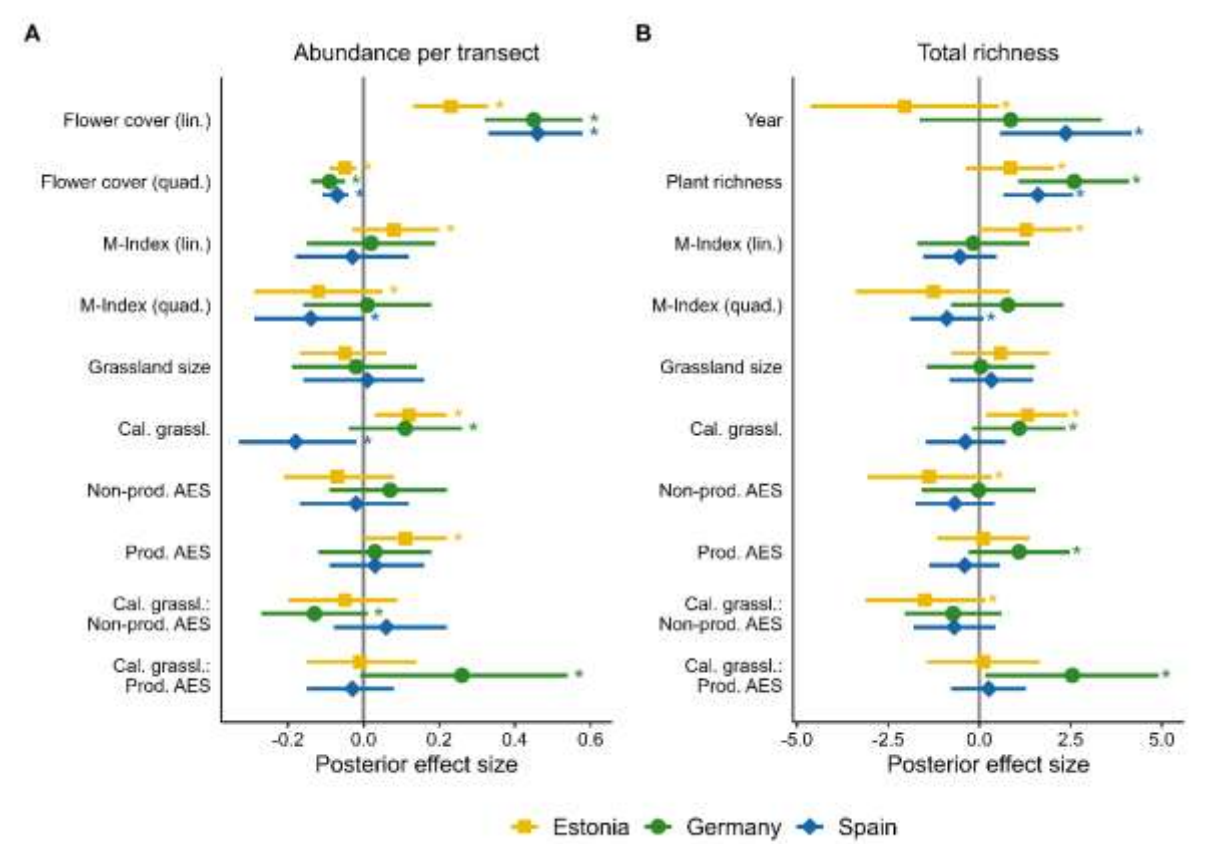 A
Abundance per transect
Flower cover (lin.)
Flower cover (quad.)
M-Index (lin.)
M-Index (quad.)
Grassland size
Cal. grassl.
Non-prod. AES
Prod. AES
Cal. grassl.:
Non-prod. AES
Cal. grassl.:
Prod. AES
* * *
* * *
*
* *
* * *
*
*
*
-0.2 0.0 0.2 0.4 0.6
Posterior effect size
B
Total richness
Year
Plant richness
M-Index (lin.)
M-Index (quad.)
Grassland size
Cal. grassl.
Non-prod. AES
Prod. AES
Cal. grassl.:
Non-prod. AES
Cal. grassl.:
Prod. AES
* *
* * *
*
*
* *
*
*
*
*
-5.0 -2.5 0.0 2.5 5.0
Posterior effect size
Estonia Germany Spain